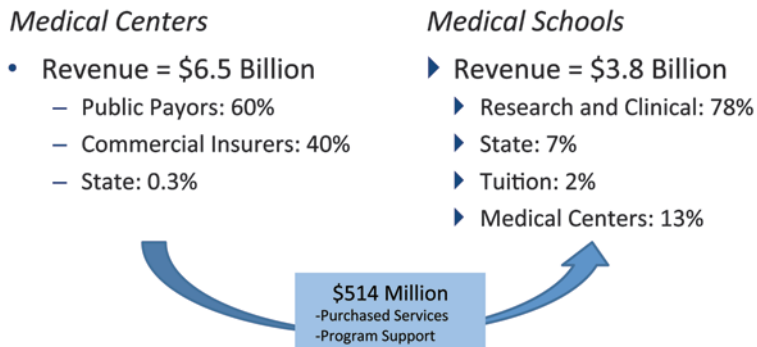 Medical Centers
• Revenue = $6.5 Billion
– Public Payors: 60%
– Commercial Insurers: 40%
– State: 0.3%
Medical Schools
Revenue = $3.8 Billion
Research and Clinical: 78%
State: 7%
Tuition: 2%
Medical Centers: 13%
$514 Million
-Purchased Services
-Program Support